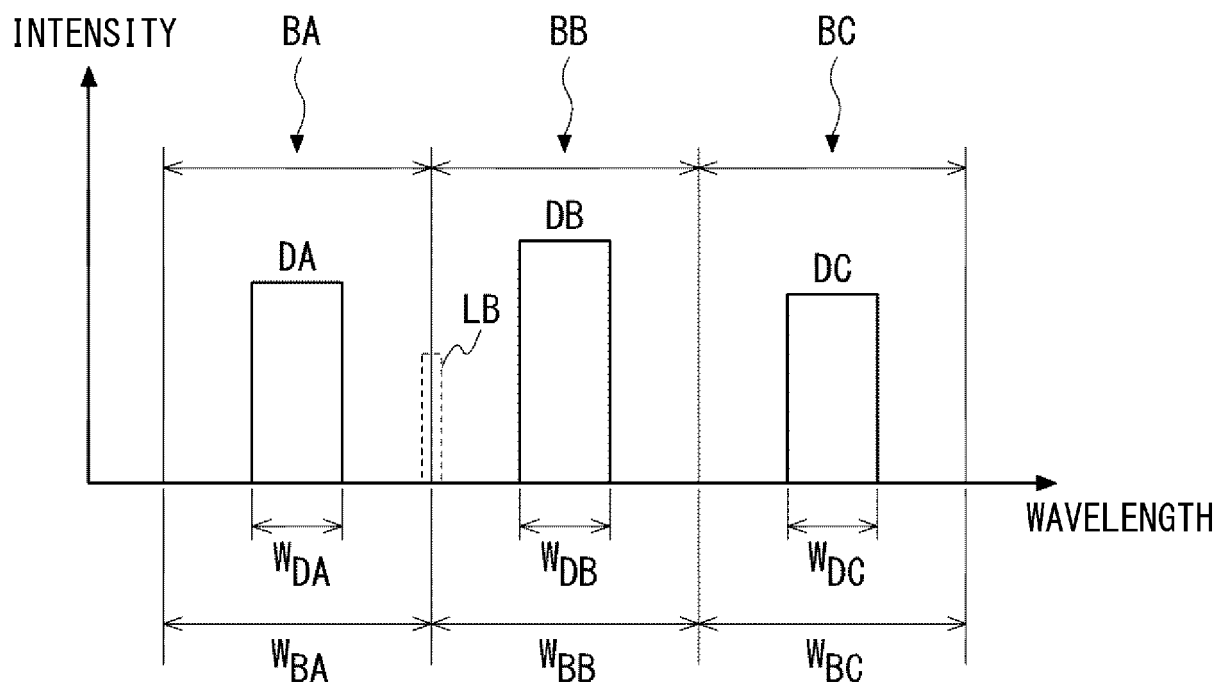 INTENSITY
BA
BB
BC
DA
DB
DC
LB
WAVELENGTH
WDA
WDB
WDC
WBA
WBB
WBC